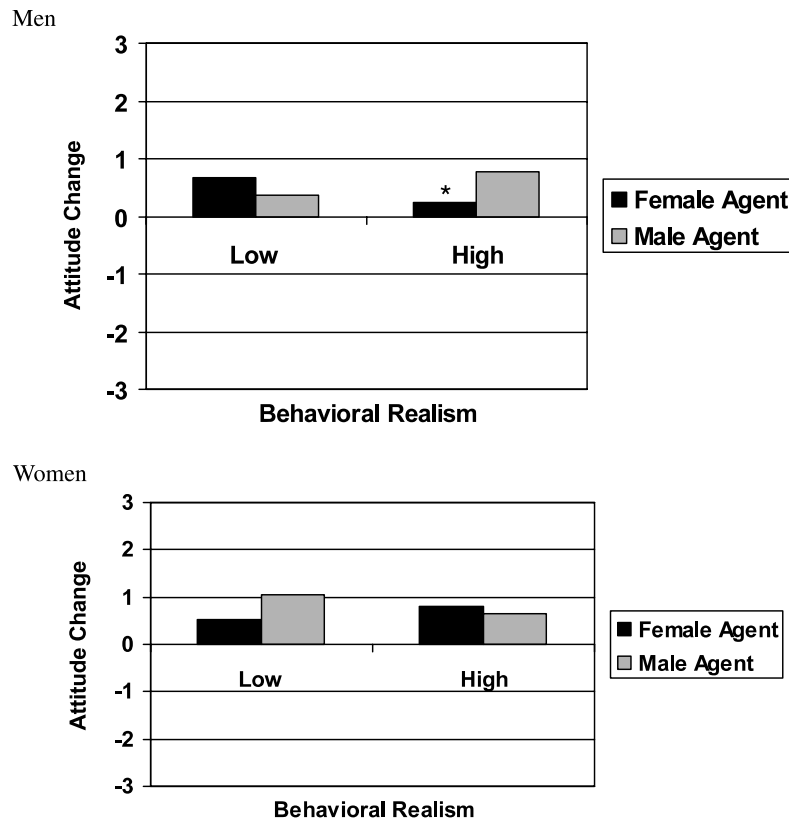 Men
3
2
1
0
-1
-2
-3
Attitude Change
*
Low High
Behavioral Realism
Female Agent
Male Agent
Women
3
2
1
0
-1
-2
-3
Attitude Change
Low High
Behavioral Realism
Female Agent
Male Agent